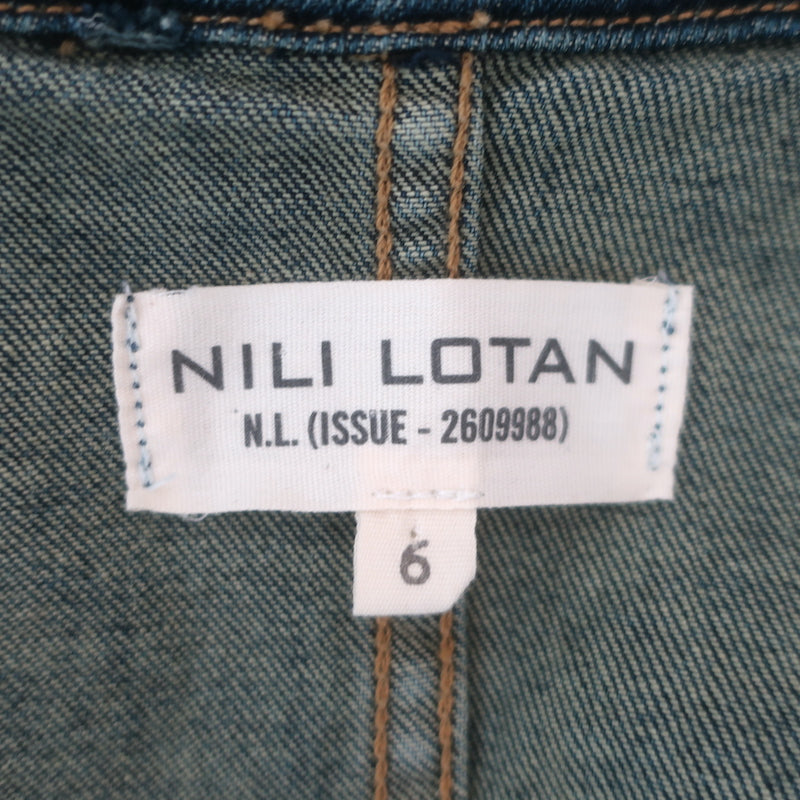 NILI LOTAN
N.L. (ISSUE - 2609988)
6